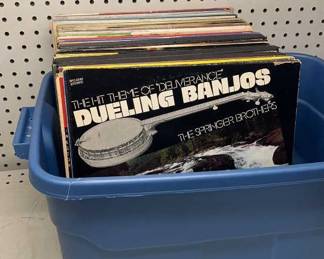 THE HIT THEME OF "DELIVERANCE"
DUELING BANJOS
THE SPRINGER BROTHERS